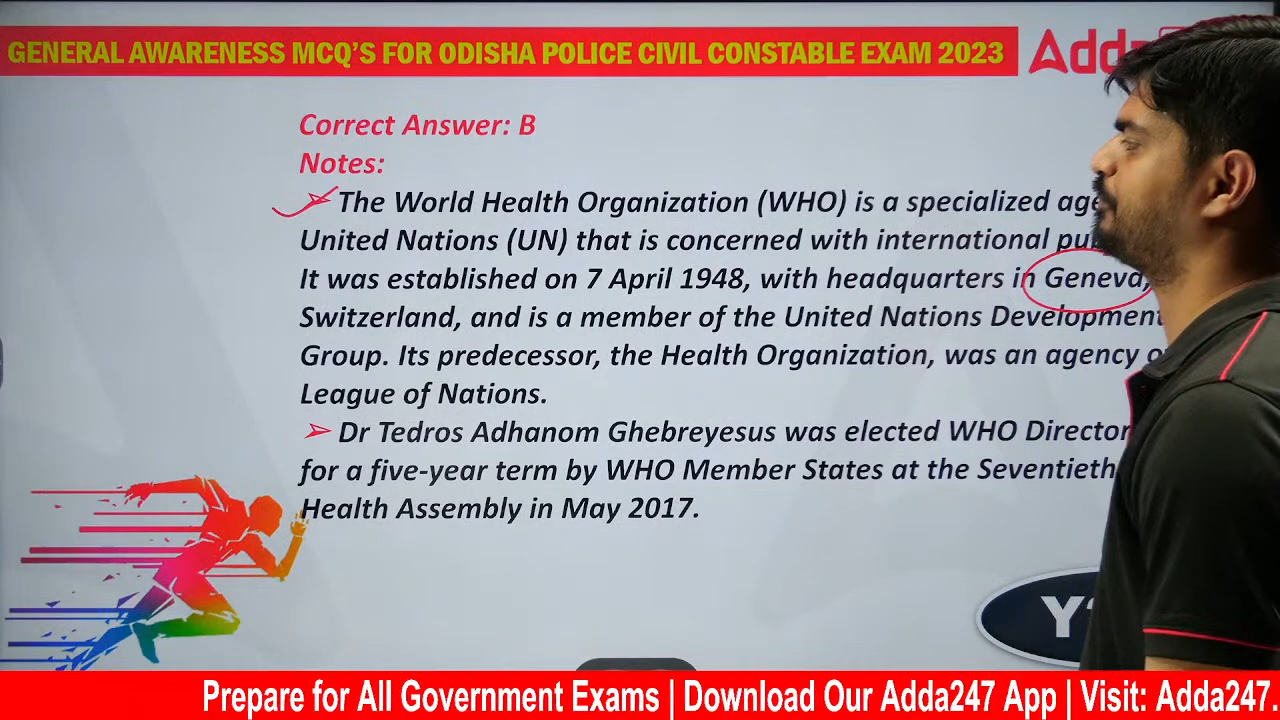 GENERAL AWARENESS MCQ'S FOR ODISHA POLICE CIVIL CONSTABLE EXAM 2023
Correct Answer: B
Notes:
The World Health Organization (WHO) is a specialized
United Nations (UN) that is concerned with international
It was established on 7 April 1948, with headquarters in Geneva,
Switzerland, and is a member of the United Nations Development
Group. Its predecessor, the Health Organization, was an agency
League of Nations.
Dr Tedros Adhanom Ghebreyesus was elected WHO Director
for a five-year term by WHO Member States at the Seventieth
Health Assembly in May 2017.
Prepare for All Government Exams | Download Our Adda247 App | Visit: Adda247.